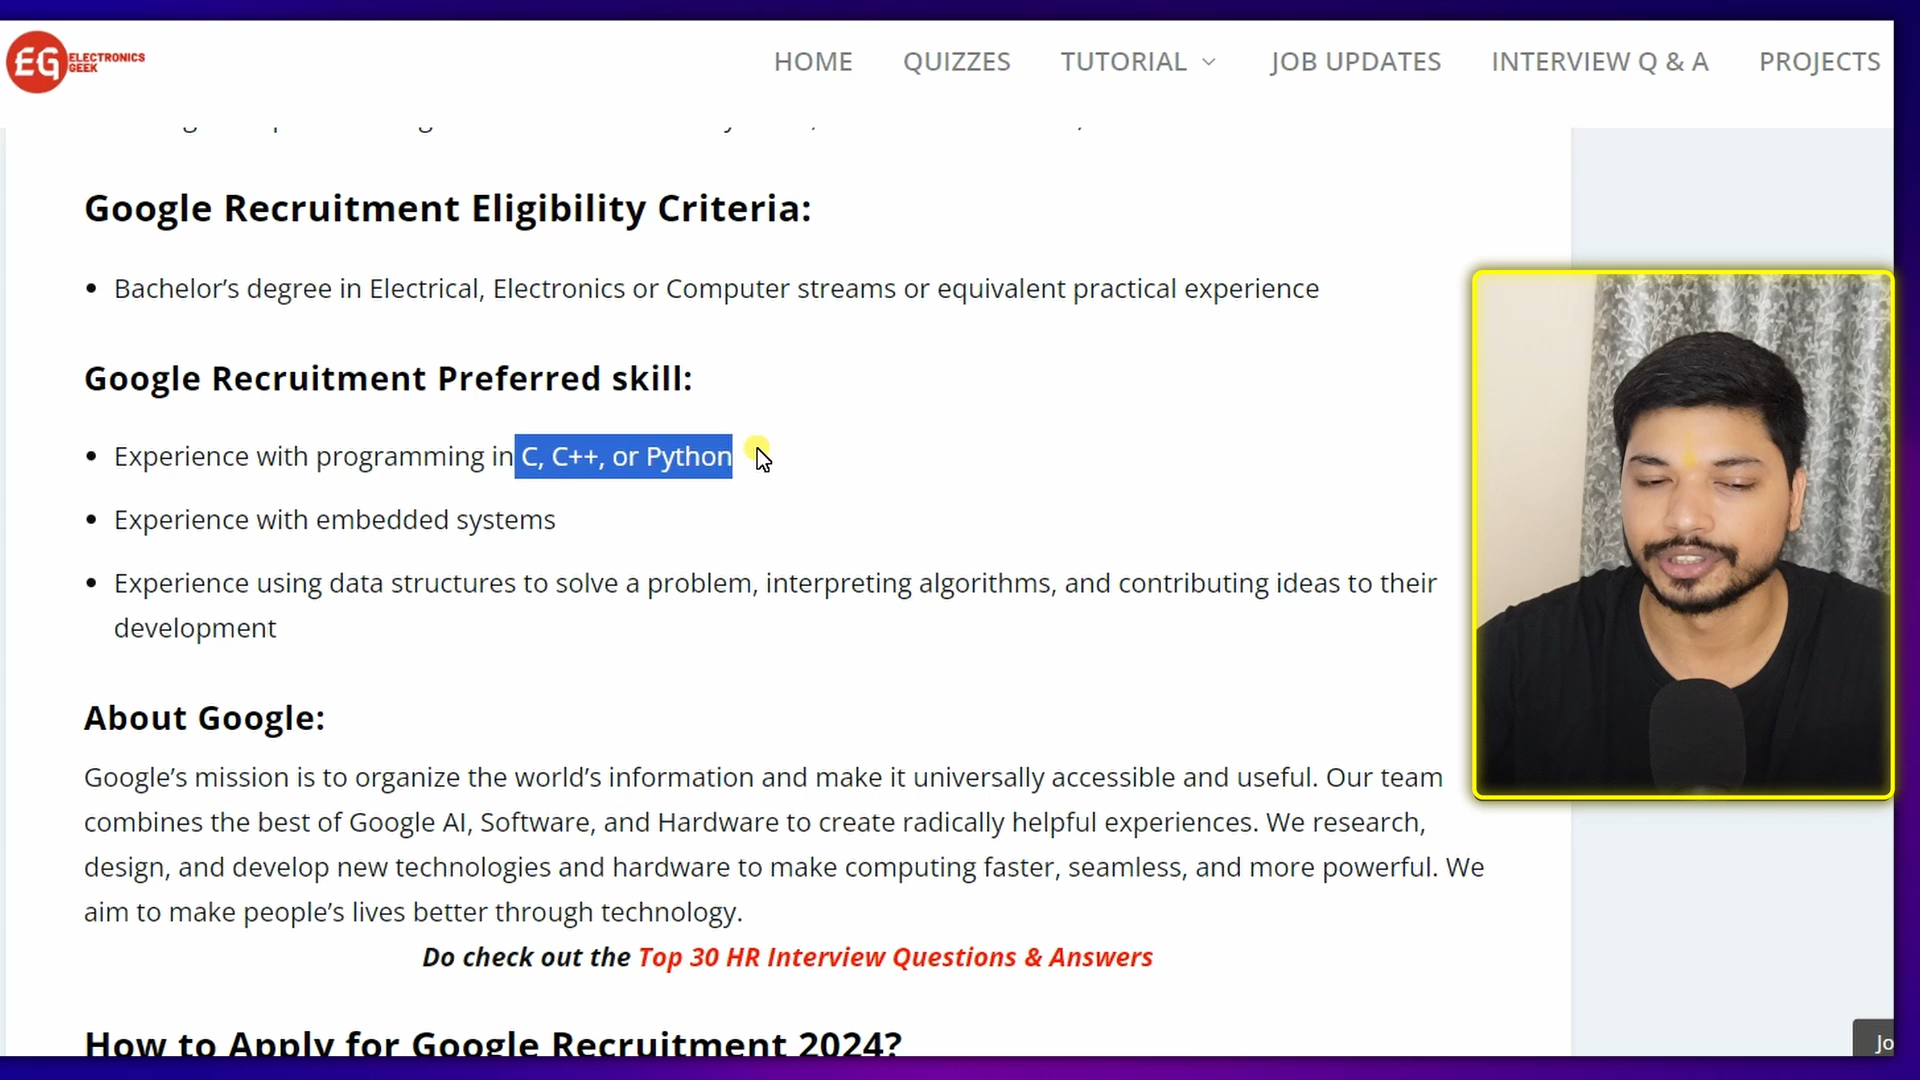 EG ELECTRONICS
GEEK
HOME QUIZZES TUTORIAL JOB UPDATES INTERVIEW Q & A PROJECTS
Google Recruitment Eligibility Criteria:
• Bachelor’s degree in Electrical, Electronics or Computer streams or equivalent practical experience
Google Recruitment Preferred skill:
• Experience with programming in C, C++, or Python
• Experience with embedded systems
• Experience using data structures to solve a problem, interpreting algorithms, and contributing ideas to their
development
About Google:
Google’s mission is to organize the world’s information and make it universally accessible and useful. Our team
combines the best of Google AI, Software, and Hardware to create radically helpful experiences. We research,
design, and develop new technologies and hardware to make computing faster, seamless, and more powerful. We
aim to make people’s lives better through technology.
Do check out the Top 30 HR Interview Questions & Answers
How to Apply for Google Recruitment 2024?
Jo